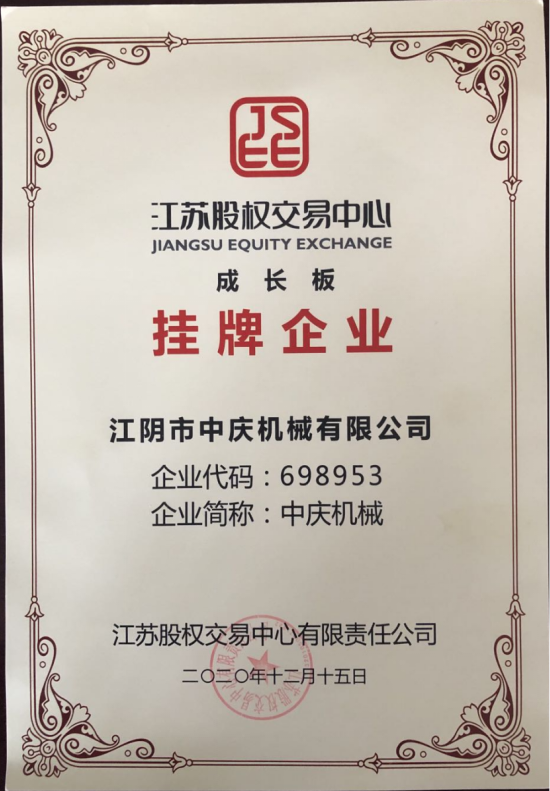 JS
EE
江苏股权交易中心
JIANGSU EQUITY EXCHANGE
成长板
挂牌企业
江阴市中庆机械有限公司
企业代码：698953
企业简称：中庆机械
江苏股权交易中心有限责任公司
二〇二〇年十二月十五日